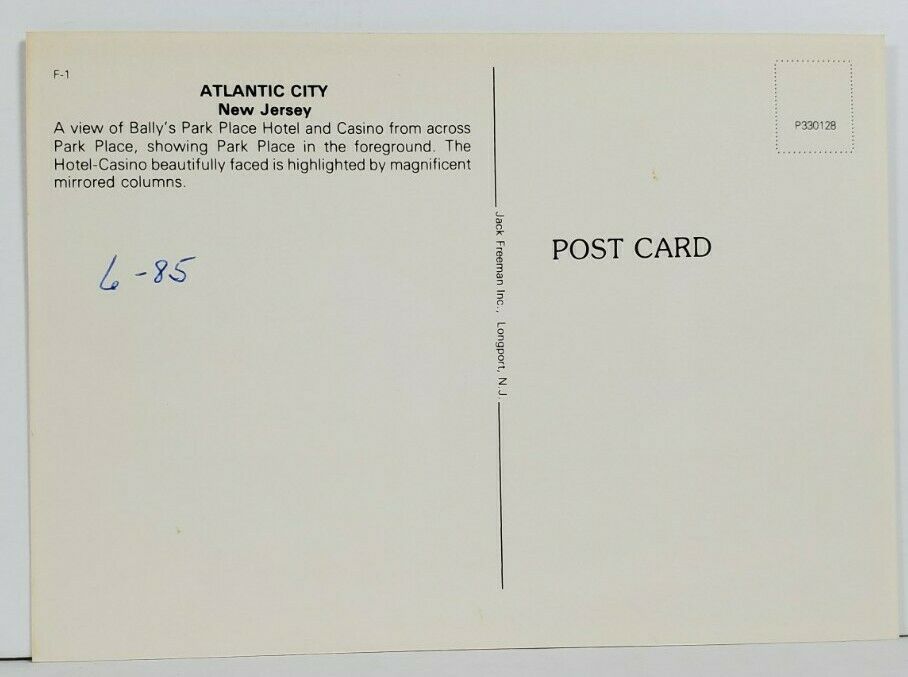 F-1
ATLANTIC CITY
New Jersey
A view of Bally's Park Place Hotel and Casino from across
Park Place, showing Park Place in the foreground. The
Hotel-Casino beautifully faced is highlighted by magnificent
mirrored columns.
6-85
Jack Freeman Inc., Longport, N.J.
P330128
POST CARD